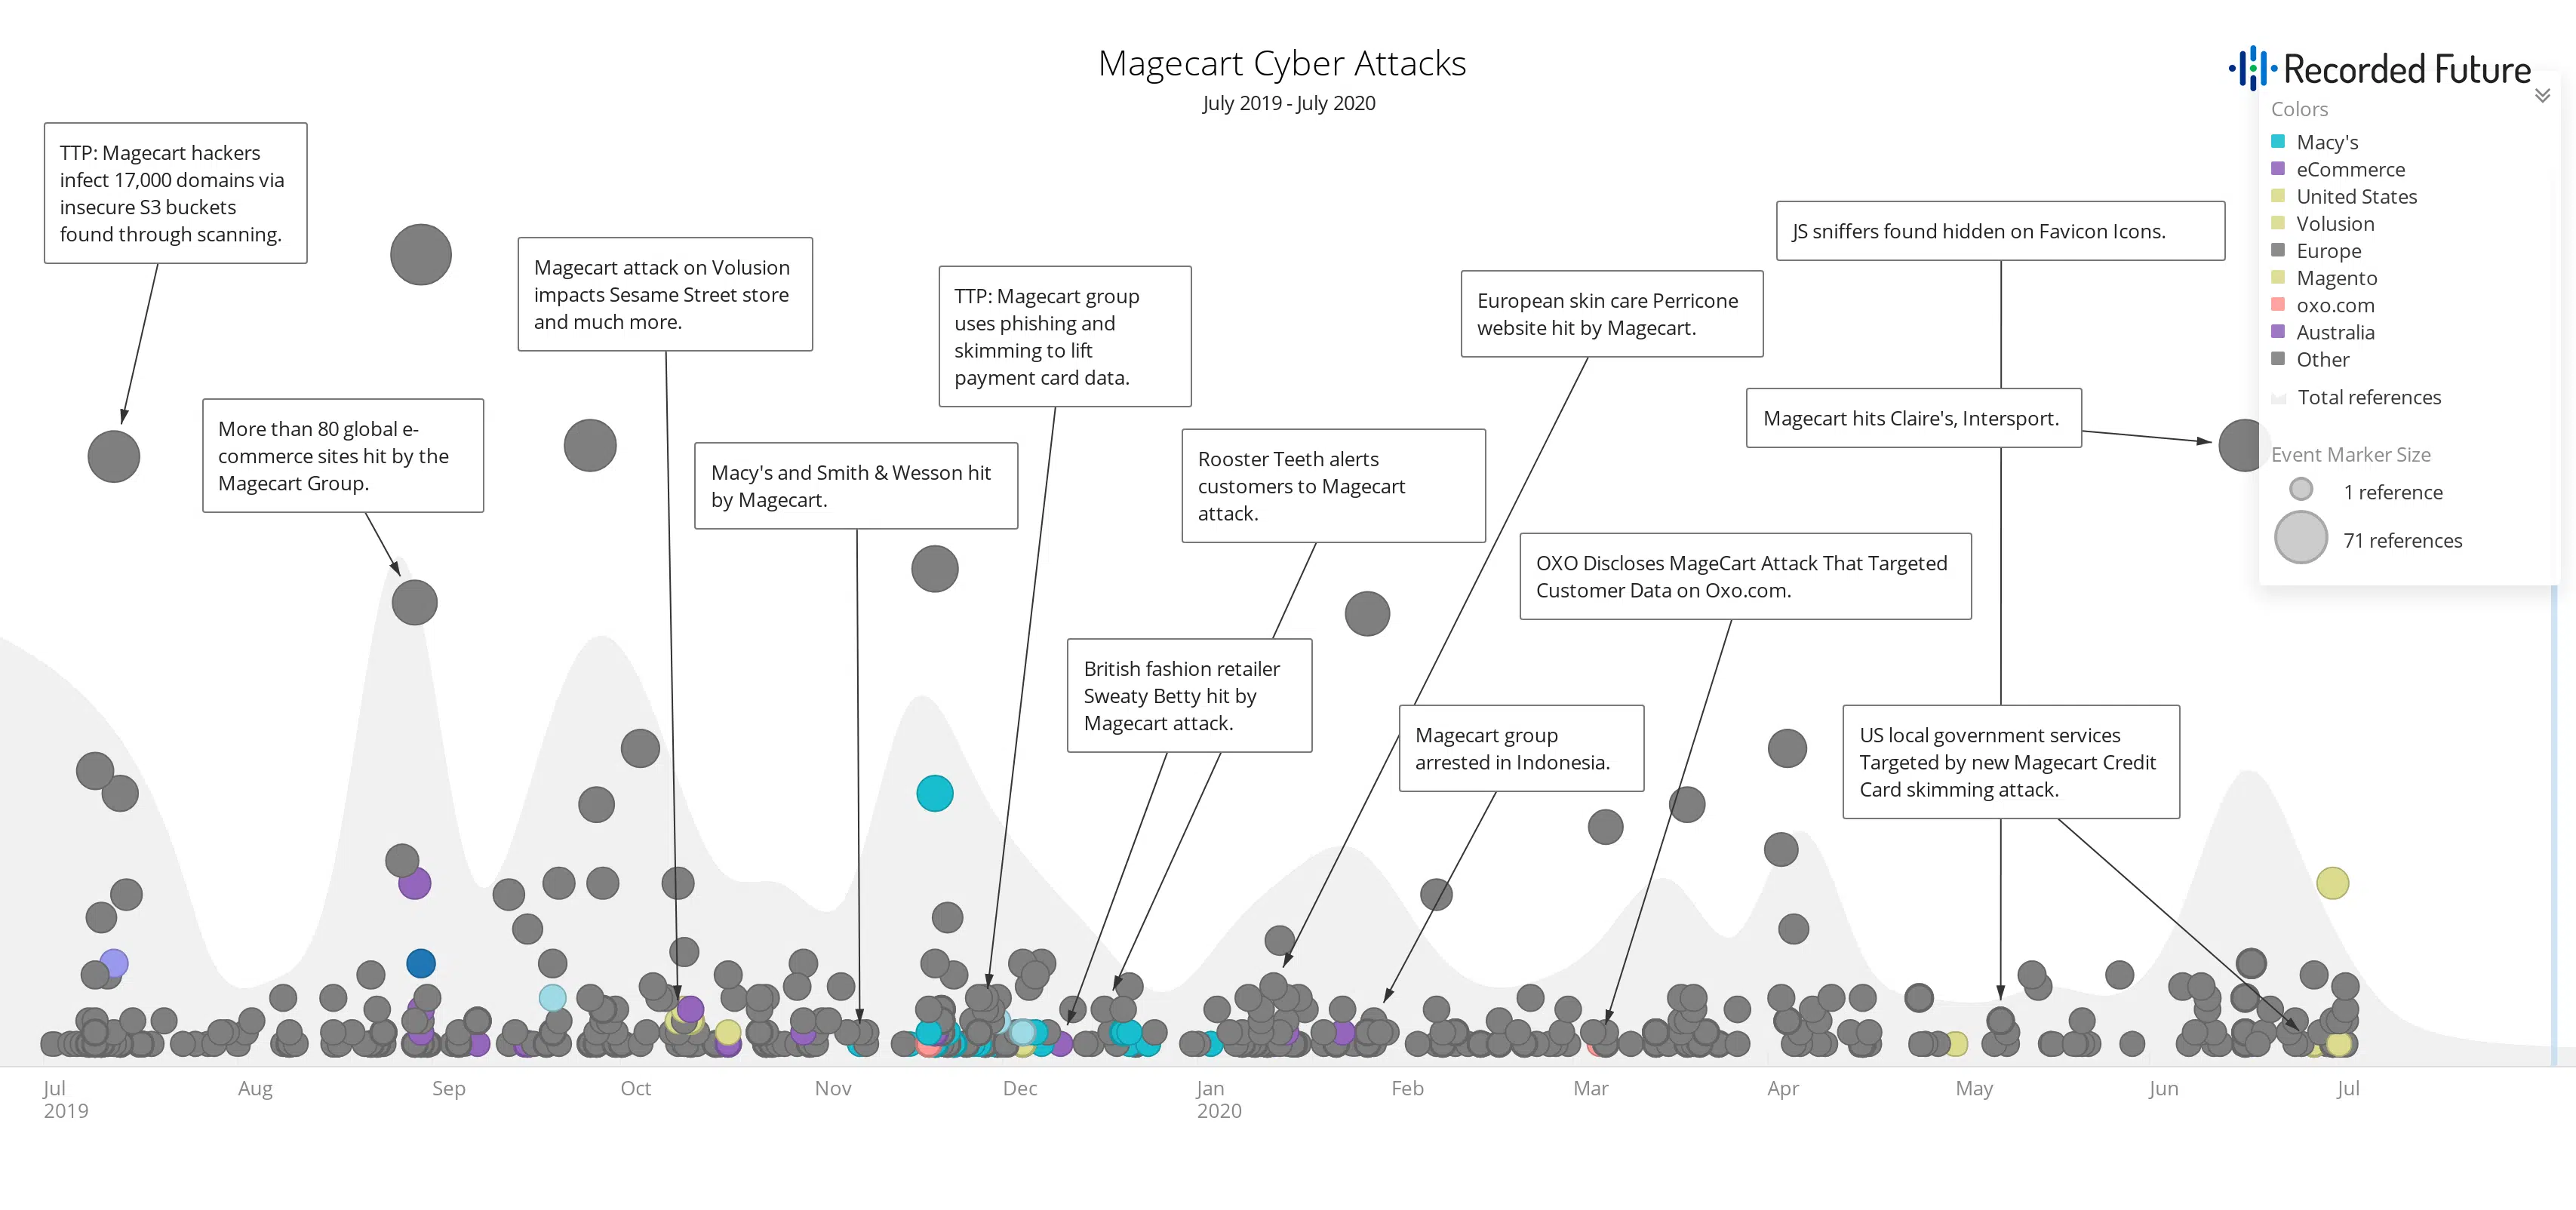 Magecart Cyber Attacks
July 2019 - July 2020
Recorded Future
Colors
Macy's
eCommerce
United States
Volusion
Europe
Magento
oxo.com
Australia
Other
Total references
Event Marker Size
1 reference
71 references
TTP: Magecart hackers
infect 17,000 domains via
insecure S3 buckets
found through scanning.
More than 80 global e-
commerce sites hit by the
Magecart Group.
Magecart attack on Volusion
impacts Sesame Street store
and much more.
Macy's and Smith & Wesson hit
by Magecart.
TTP: Magecart group
uses phishing and
skimming to lift
payment card data.
Rooster Teeth alerts
customers to Magecart
attack.
British fashion retailer
Sweaty Betty hit by
Magecart attack.
European skin care Perricone
website hit by Magecart.
OXO Discloses MageCart Attack That Targeted
Customer Data on Oxo.com.
Magecart group
arrested in Indonesia.
JS sniffers found hidden on Favicon Icons.
Magecart hits Claire's, Intersport.
US local government services
Targeted by new Magecart Credit
Card skimming attack.
Jul Aug Sep Oct Nov Dec Jan Feb Mar Apr May Jun Jul
2019 2020